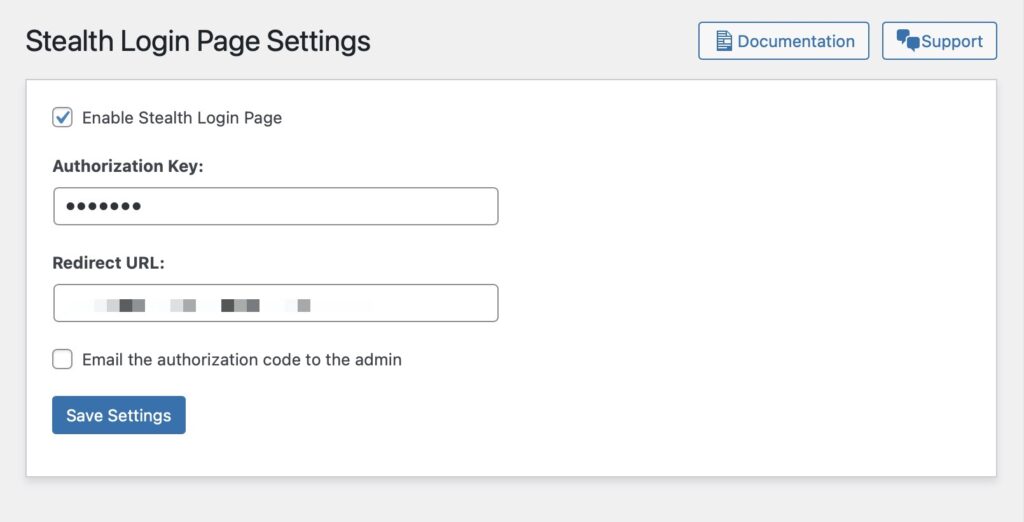 Stealth Login Page Settings
Documentation
Support
Enable Stealth Login Page
Authorization Key:
•••••••
Redirect URL:
Email the authorization code to the admin
Save Settings